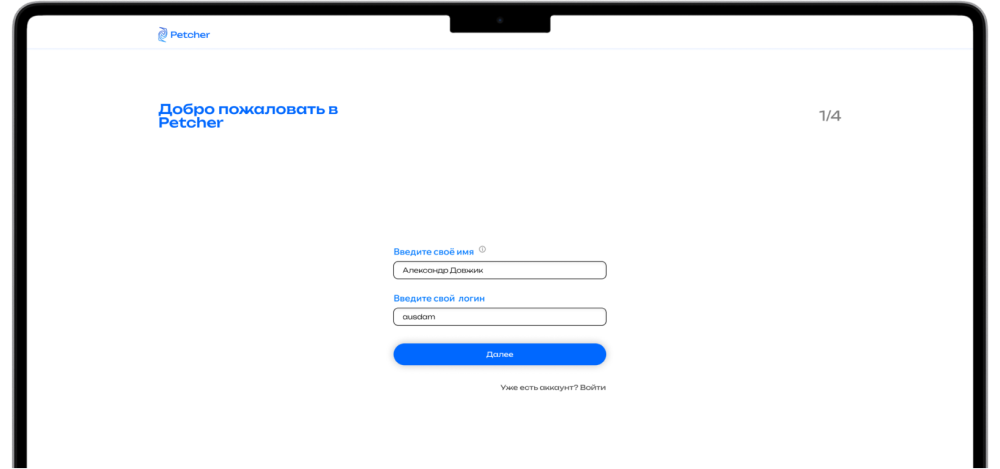 Petcher
Добро пожаловать в
Petcher
1/4
Введите своё имя
Александр Довжик
Введите свой логин
ausdam
Далее
Уже есть аккаунт? Войти